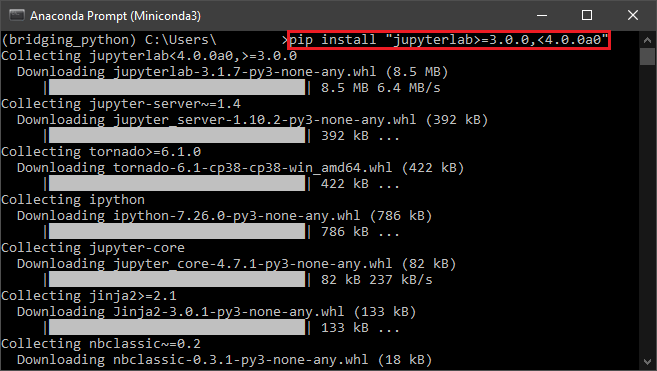 Anaconda Prompt (Miniconda3)
(bridging_python) C:\Users\ >pip install "jupyterlab>=3.0.0,<4.0.0a0"
Collecting jupyterlab<4.0.0a0,>=3.0.0
Downloading jupyterlab-3.1.7-py3-none-any.whl (8.5 MB)
| | 8.5 MB 6.4 MB/s
Collecting jupyter-server~=1.4
Downloading jupyter_server-1.10.2-py3-none-any.whl (392 kB)
| | 392 kB ...
Collecting tornado>=6.1.0
Downloading tornado-6.1-cp38-cp38-win_amd64.whl (422 kB)
| | 422 kB ...
Collecting ipython
Downloading ipython-7.26.0-py3-none-any.whl (786 kB)
| | 786 kB ...
Collecting jupyter-core
Downloading jupyter_core-4.7.1-py3-none-any.whl (82 kB)
| | 82 kB 237 kB/s
Collecting jinja2>=2.1
Downloading Jinja2-3.0.1-py3-none-any.whl (133 kB)
| | 133 kB ...
Collecting nbclassic~=0.2
Downloading nbclassic-0.3.1-py3-none-any.whl (18 kB)